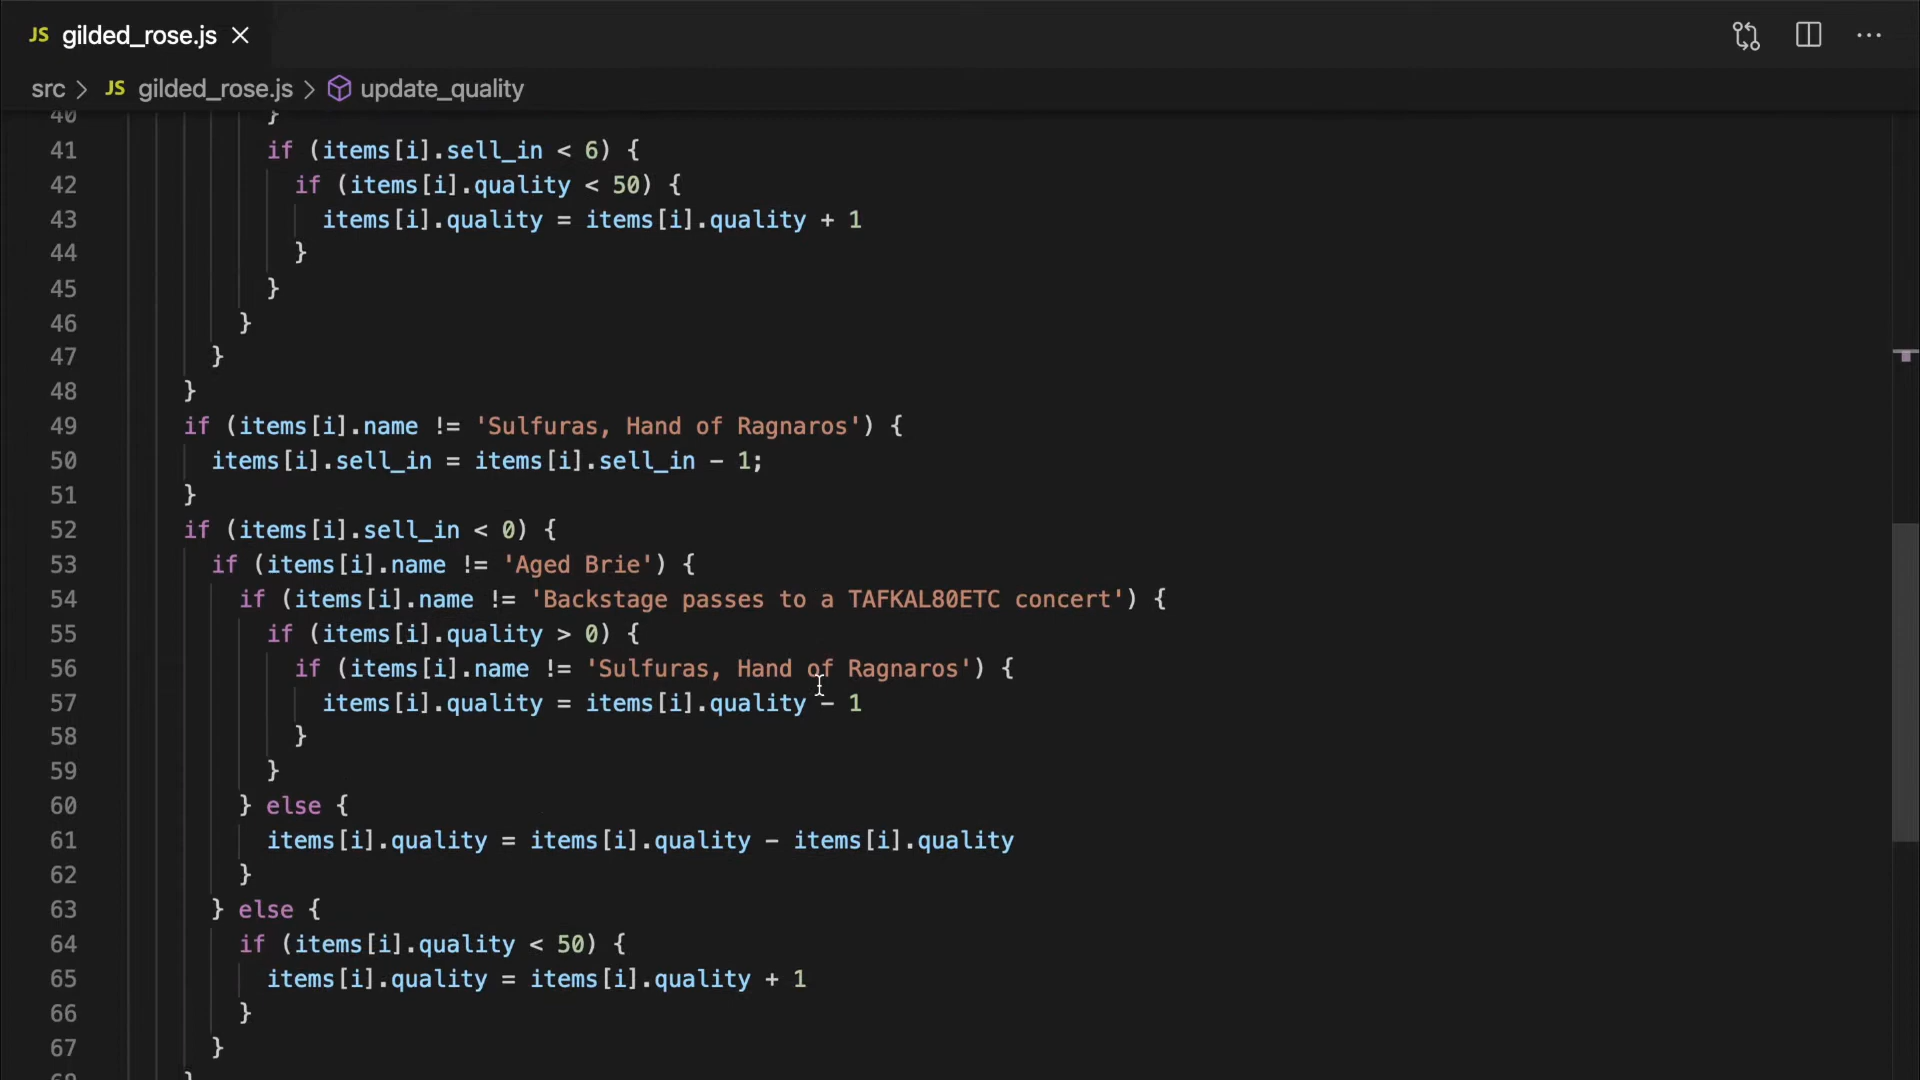 JS gilded_rose.js
src > JS gilded_rose.js > update_quality
40 }
41 if (items[i].sell_in < 6) {
42 if (items[i].quality < 50) {
43 items[i].quality = items[i].quality + 1
44 }
45 }
46 }
47 }
48 }
49 if (items[i].name != 'Sulfuras, Hand of Ragnaros') {
50 items[i].sell_in = items[i].sell_in - 1;
51 }
52 if (items[i].sell_in < 0) {
53 if (items[i].name != 'Aged Brie') {
54 if (items[i].name != 'Backstage passes to a TAFKAL80ETC concert') {
55 if (items[i].quality > 0) {
56 if (items[i].name != 'Sulfuras, Hand of Ragnaros') {
57 items[i].quality = items[i].quality - 1
58 }
59 }
60 } else {
61 items[i].quality = items[i].quality - items[i].quality
62 }
63 } else {
64 if (items[i].quality < 50) {
65 items[i].quality = items[i].quality + 1
66 }
67 }
68 }